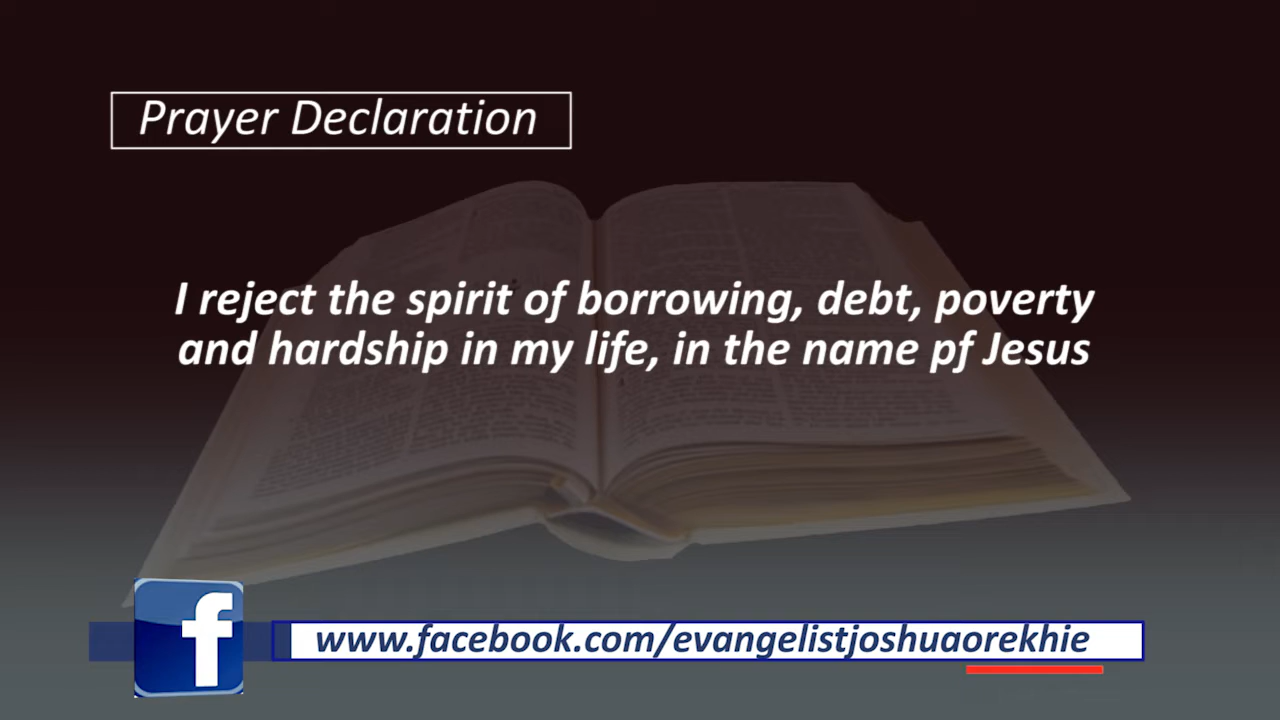 Prayer Declaration
I reject the spirit of borrowing, debt, poverty
and hardship in my life, in the name pf Jesus
f
www.facebook.com/evangelistjoshuaorekhie